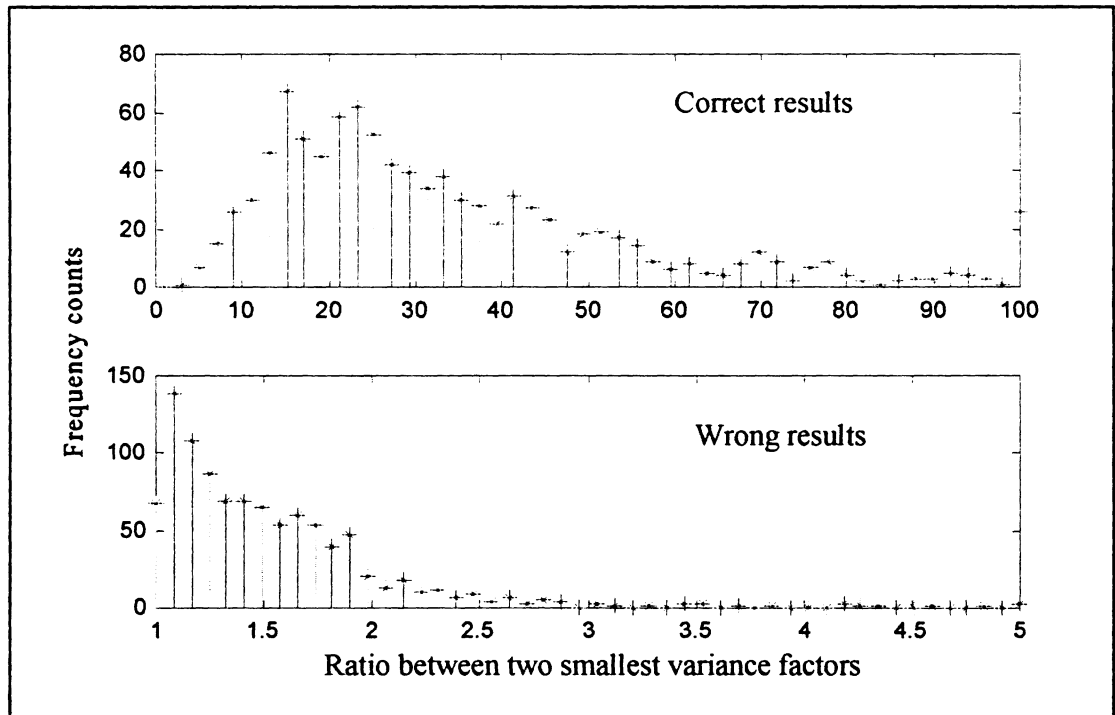 80
60
40
20
0
Correct results
0 10 20 30 40 50 60 70 80 90 100
Frequency counts
150
100
50
0
Wrong results
1 1.5 2 2.5 3 3.5 4 4.5 5
Ratio between two smallest variance factors